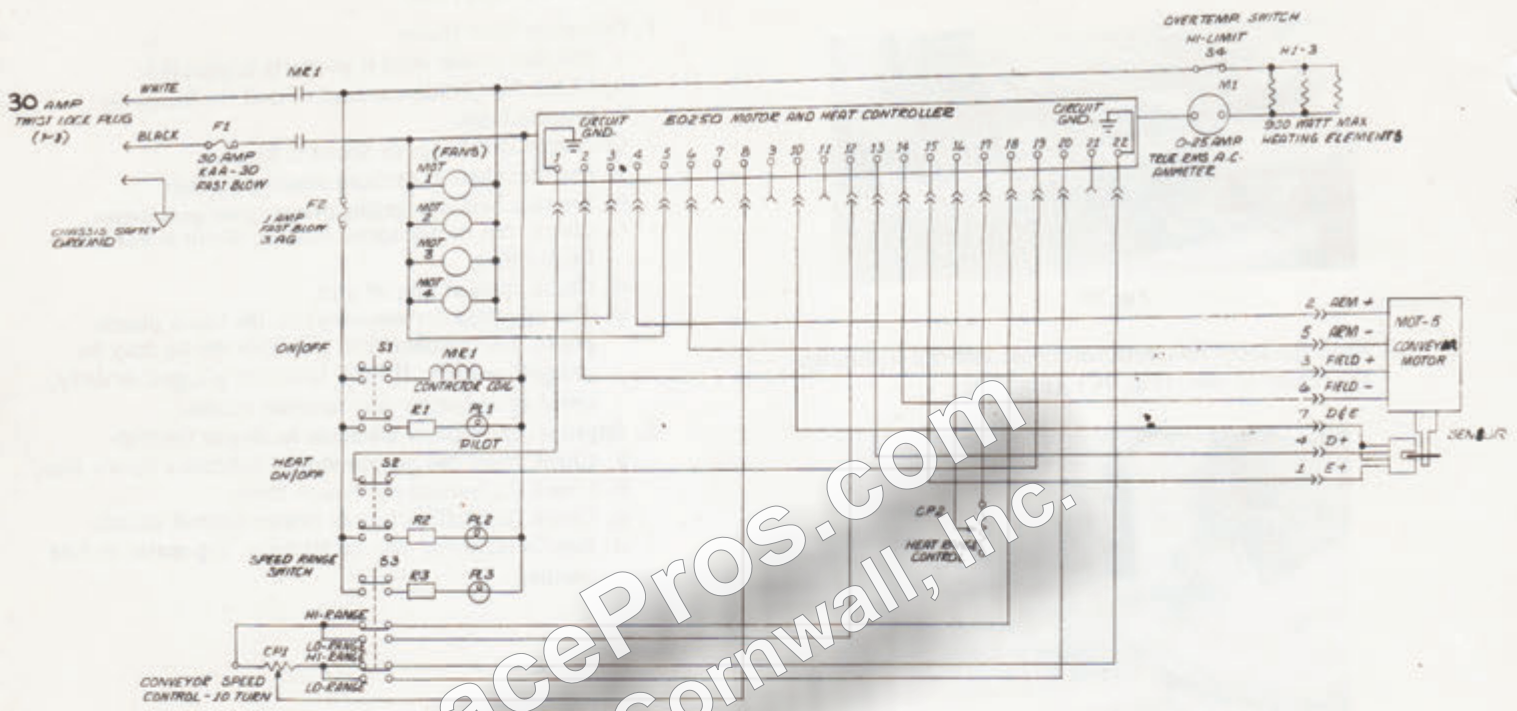 OVERTEMP. SWITCH
HI-LIMIT
S4
H1-3
M1
MR1
WHITE
30 AMP
TWIST LOCK PLUG
BLACK
F1
30 AMP
KAA-30
FAST BLOW
CIRCUIT
GND.
50250 MOTOR AND HEAT CONTROLLER
CIRCUIT
GND.
950 WATT MAX
HEATING ELEMENTS
0-25 AMP
TRUE RMS A.C.
AMMETER
1 2 3 4 5 6 7 8 9 10 11 12 13 14 15 16 17 18 19 20 21 22
(FANS)
MOT
1
MOT
2
MOT
3
MOT
4
F2
1 AMP
FAST BLOW
3 AG
CHASSIS SAFETY
GROUND
2 ARM +
5 ARM -
3 FIELD +
6 FIELD -
7 D&E
4 D+
1 E+
MOT-5
CONVEYOR
MOTOR
SENSOR
ON/OFF
S1
MR1
CONTACTOR COIL
R1
PL1
PILOT
HEAT
ON/OFF
S2
R2
PL2
SPEED RANGE
SWITCH
S3
R3
PL3
CP2
HEAT RANGE
CONTROL
HI-RANGE
LO-RANGE
HI-RANGE
LO-RANGE
CP1
CONVEYOR SPEED
CONTROL - 10 TURN
acePros.com
Cornwall, Inc.